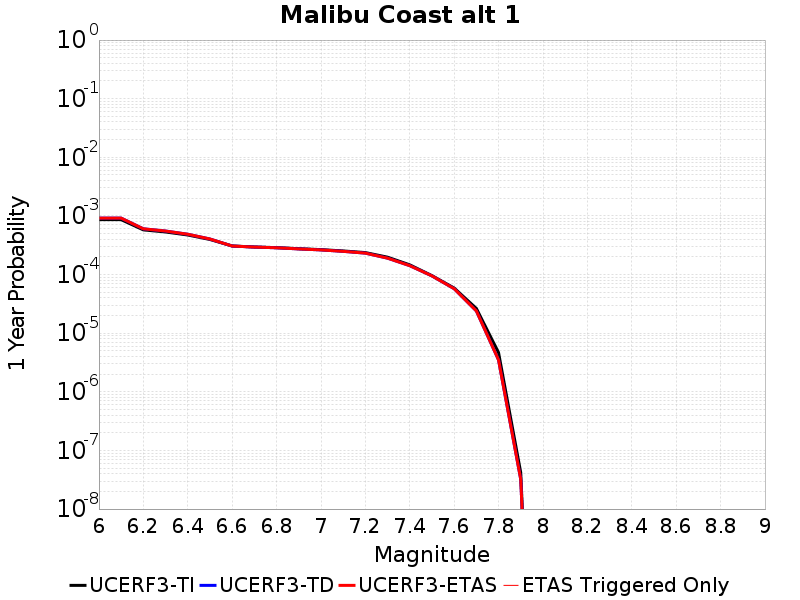 Malibu Coast alt 1
10^0
10^-1
10^-2
10^-3
10^-4
10^-5
10^-6
10^-7
10^-8
1 Year Probability
6 6.2 6.4 6.6 6.8 7 7.2 7.4 7.6 7.8 8 8.2 8.4 8.6 8.8 9
Magnitude
UCERF3-TI UCERF3-TD UCERF3-ETAS ETAS Triggered Only